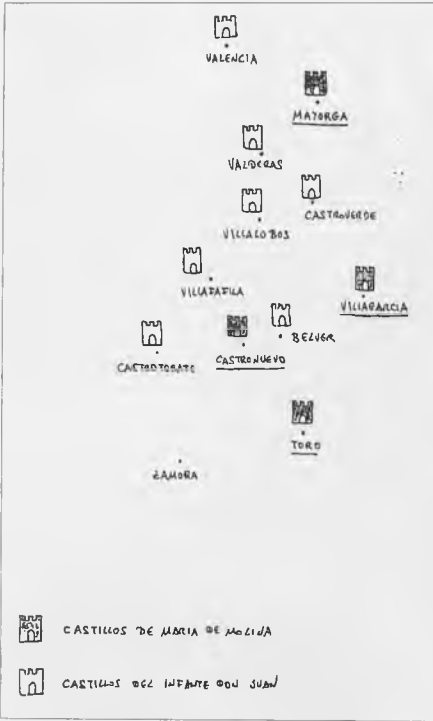 VALENCIA
MAYORGA
VALDERAS
CASTROVERDE
VILLALOBOS
VILLAFAFILA
VILLAGARCIA
BELVER
CASTRONUEVO
CASTROTORAFE
TORO
ZAMORA
CASTILLOS DE MARIA DE MOLINA
CASTILLOS DEL INFANTE DON JUAN